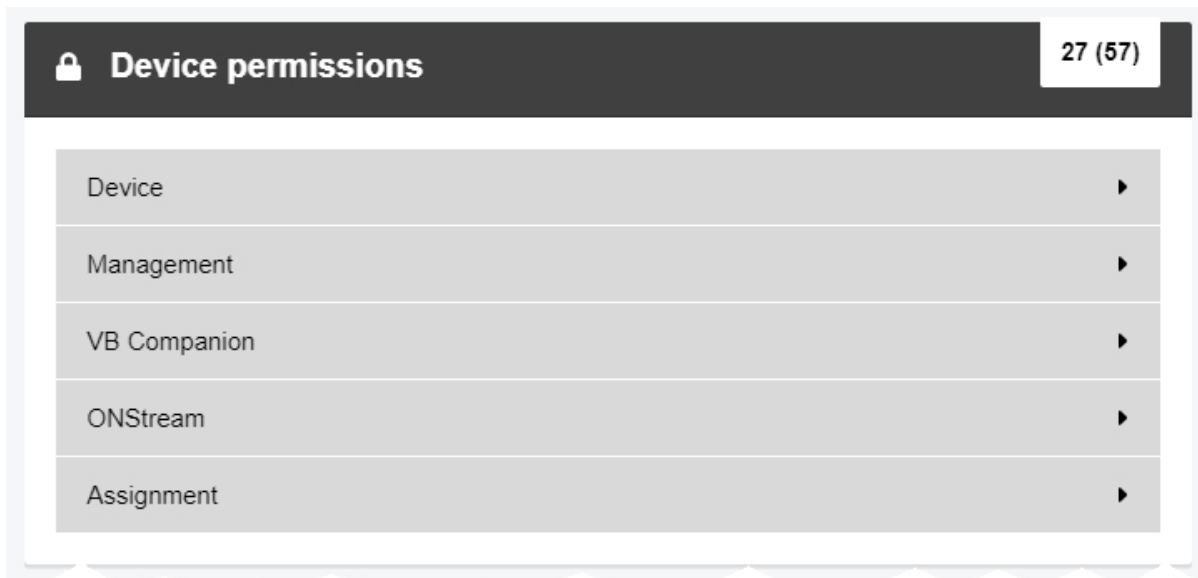 Device permissions
27 (57)
Device
Management
VB Companion
ONStream
Assignment